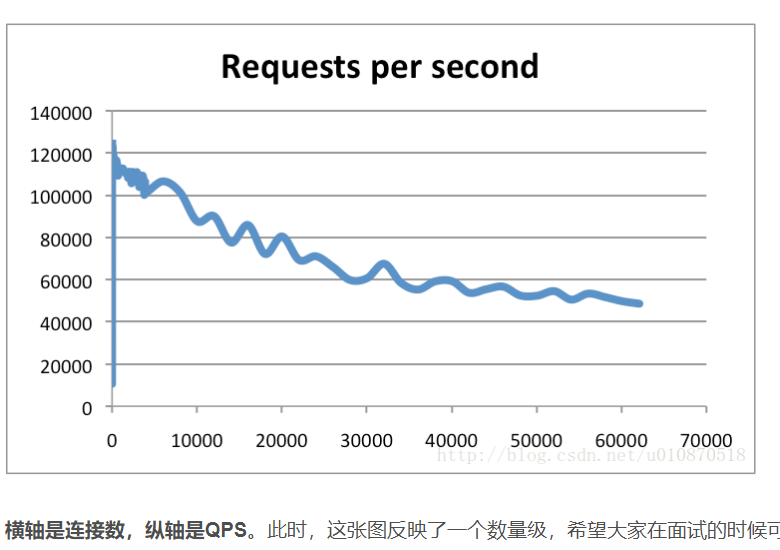 Requests per second
140000
120000
100000
80000
60000
40000
20000
0
0 10000 20000 30000 40000 50000 60000 70000
http://blog.csdn.net/u010870518
横轴是连接数，纵轴是QPS。此时，这张图反映了一个数量级，希望大家在面试的时候可